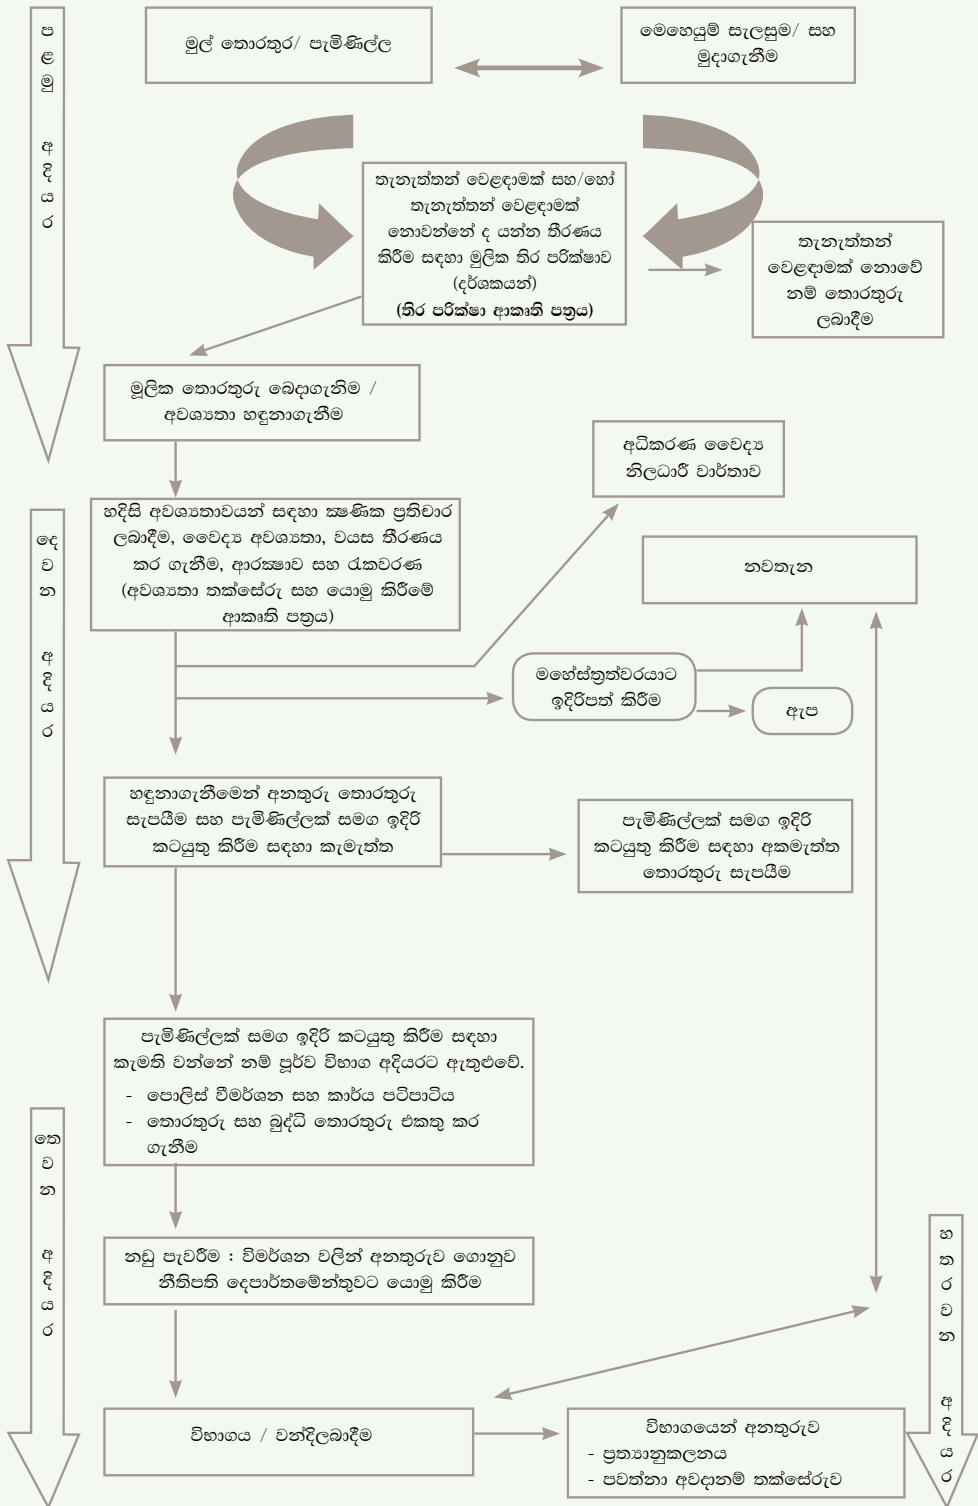 පළමු අදියර
මුල් තොරතුර/ පැමිණිල්ල
මෙහෙයුම් සැලසුම/ සහ
මුදාගැනීම
තැනැත්තන් වෙළඳාමක් සහ/හෝ
තැනැත්තන් වෙළඳාමක්
නොවන්නේ ද යන්න තීරණය
කිරීම සඳහා මුලික තිර පරික්ෂාව
(දර්ශකයන්)
(තිර පරික්ෂා ආකෘති පත්‍රය)
තැනැත්තන්
වෙළඳාමක් නොවේ
නම් තොරතුරු
ලබාදීම
මූලික තොරතුරු බෙදාගැනිම /
අවශ්‍යතා හඳුනාගැනීම
අධිකරණ වෛද්‍ය
නිලධාරී වාර්තාව
දෙවන අදියර
හදිසි අවශ්‍යතාවයන් සඳහා ක්‍ෂණික ප්‍රතිචාර
ලබාදීම, වෛද්‍ය අවශ්‍යතා, වයස තීරණය
කර ගැනීම, ආරක්‍ෂාව සහ රැකවරණ
(අවශ්‍යතා තක්සේරු සහ යොමු කිරීමේ
ආකෘති පත්‍රය)
නවතැන
මහේස්ත්‍රත්වරයාට
ඉදිරිපත් කිරීම
ඇප
හඳුනාගැනීමෙන් අනතුරු තොරතුරු
සැපයීම සහ පැමිණිල්ලක් සමග ඉදිරි
කටයුතු කිරීම සඳහා කැමැත්ත
පැමිණිල්ලක් සමග ඉදිරි
කටයුතු කිරීම සඳහා අකමැත්ත
තොරතුරු සැපයීම
පැමිණිල්ලක් සමග ඉදිරි කටයුතු කිරීම සඳහා
කැමති වන්නේ නම් පූර්ව විභාග අදියරට ඇතුළුවේ.
- පොලිස් වීමර්ශන සහ කාර්ය පටිපාටිය
- තොරතුරු සහ බුද්ධි තොරතුරු එකතු කර
ගැනීම
තෙවන අදියර
නඩු පැවරීම : විමර්ශන වලින් අනතුරුව ගොනුව
නීතිපති දෙපාර්තමේන්තුවට යොමු කිරීම
හතරවන අදියර
විභාගය / වන්දිලබාදීම
විභාගයෙන් අනතුරුව
- ප්‍රත්‍යානුකලනය
- පවත්නා අවදානම් තක්සේරුව